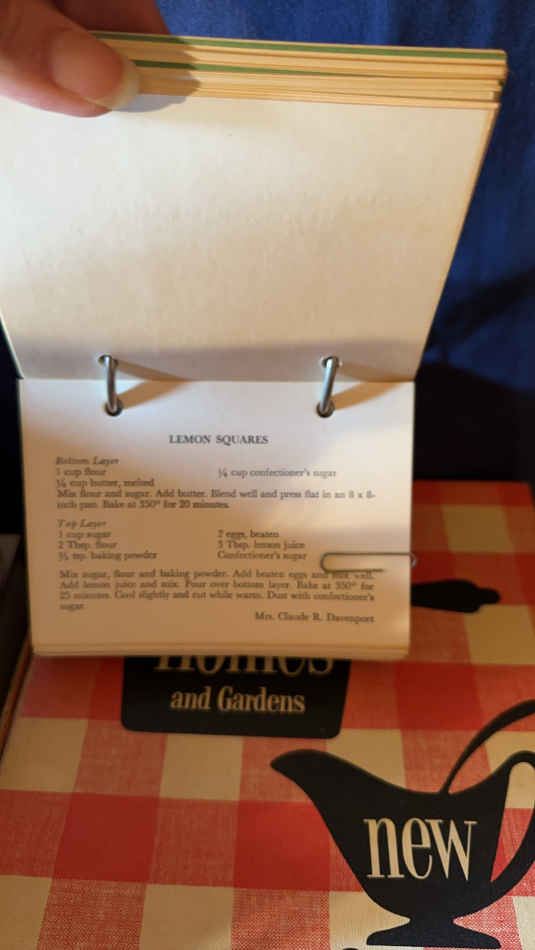 LEMON SQUARES
Bottom Layer
1 cup flour ¼ cup confectioner's sugar
cup butter, melted
Mix flour and sugar. Add butter. Blend well and press flat in an 8 x 8-
inch pan. Bake at 350° for 20 minutes.
Top Layer
1 cup sugar 2 eggs, beaten
2 Tbsp. flour 3 Tbsp. lemon juice
½ tsp. baking powder Confectioner's sugar
Mix sugar, flour and baking powder. Add beaten eggs and mix well.
Add lemon juice and mix. Pour over bottom layer. Bake at 350° for
25 minutes. Cool slightly and cut while warm. Dust with confectioner's
sugar.
Mrs. Claude R. Davenport
Homes
and Gardens
new